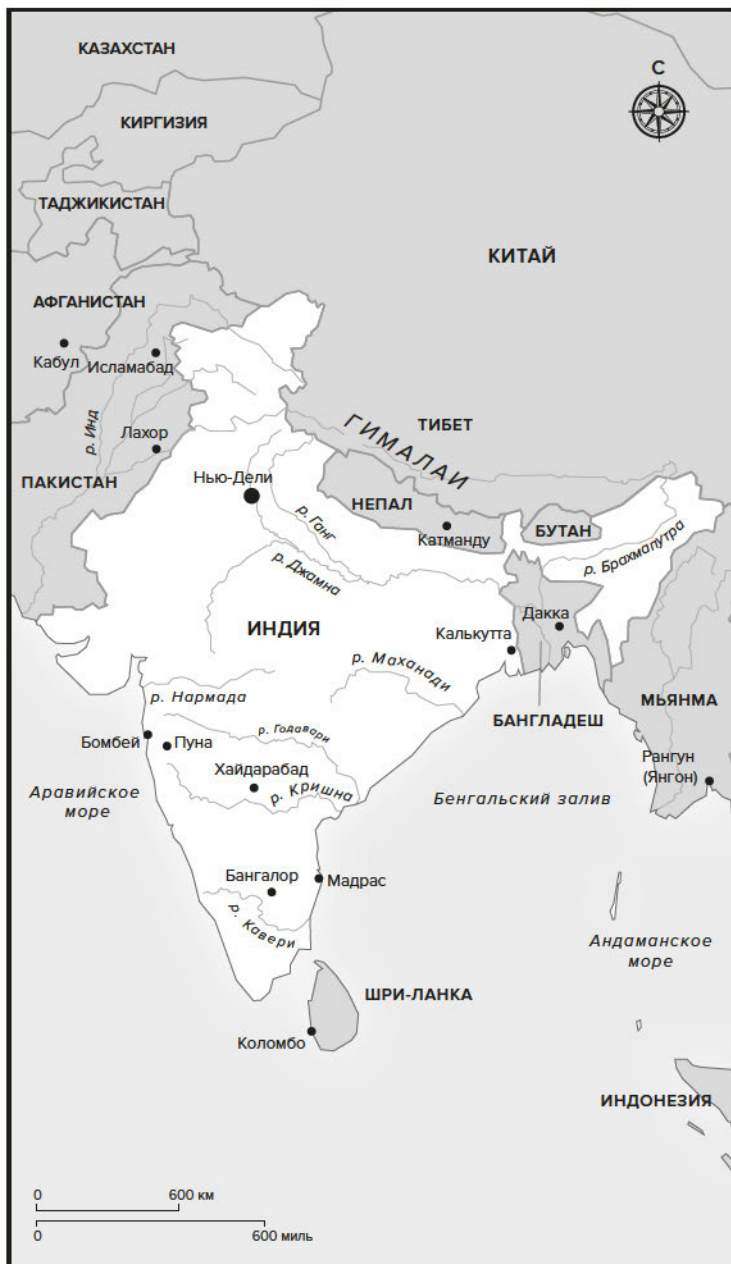 КАЗАХСТАН
С
КИРГИЗИЯ
ТАДЖИКИСТАН
КИТАЙ
АФГАНИСТАН
Кабул
Исламабад
р. Инд
Лахор
ТИБЕТ
ГИМАЛАИ
ПАКИСТАН
Нью-Дели
НЕПАЛ
Катманду
БУТАН
р. Ганг
р. Брахмапутра
р. Джамна
Дакка
ИНДИЯ
Калькутта
р. Маханади
р. Нармада
БАНГЛАДЕШ
МЬЯНМА
р. Годавари
Бомбей
Пуна
Рангун
(Янгон)
Хайдарабад
р. Кришна
Аравийское
море
Бенгальский залив
Бангалор
Мадрас
р. Кавери
Андаманское
море
ШРИ-ЛАНКА
Коломбо
ИНДОНЕЗИЯ
0 600 км
0 600 миль